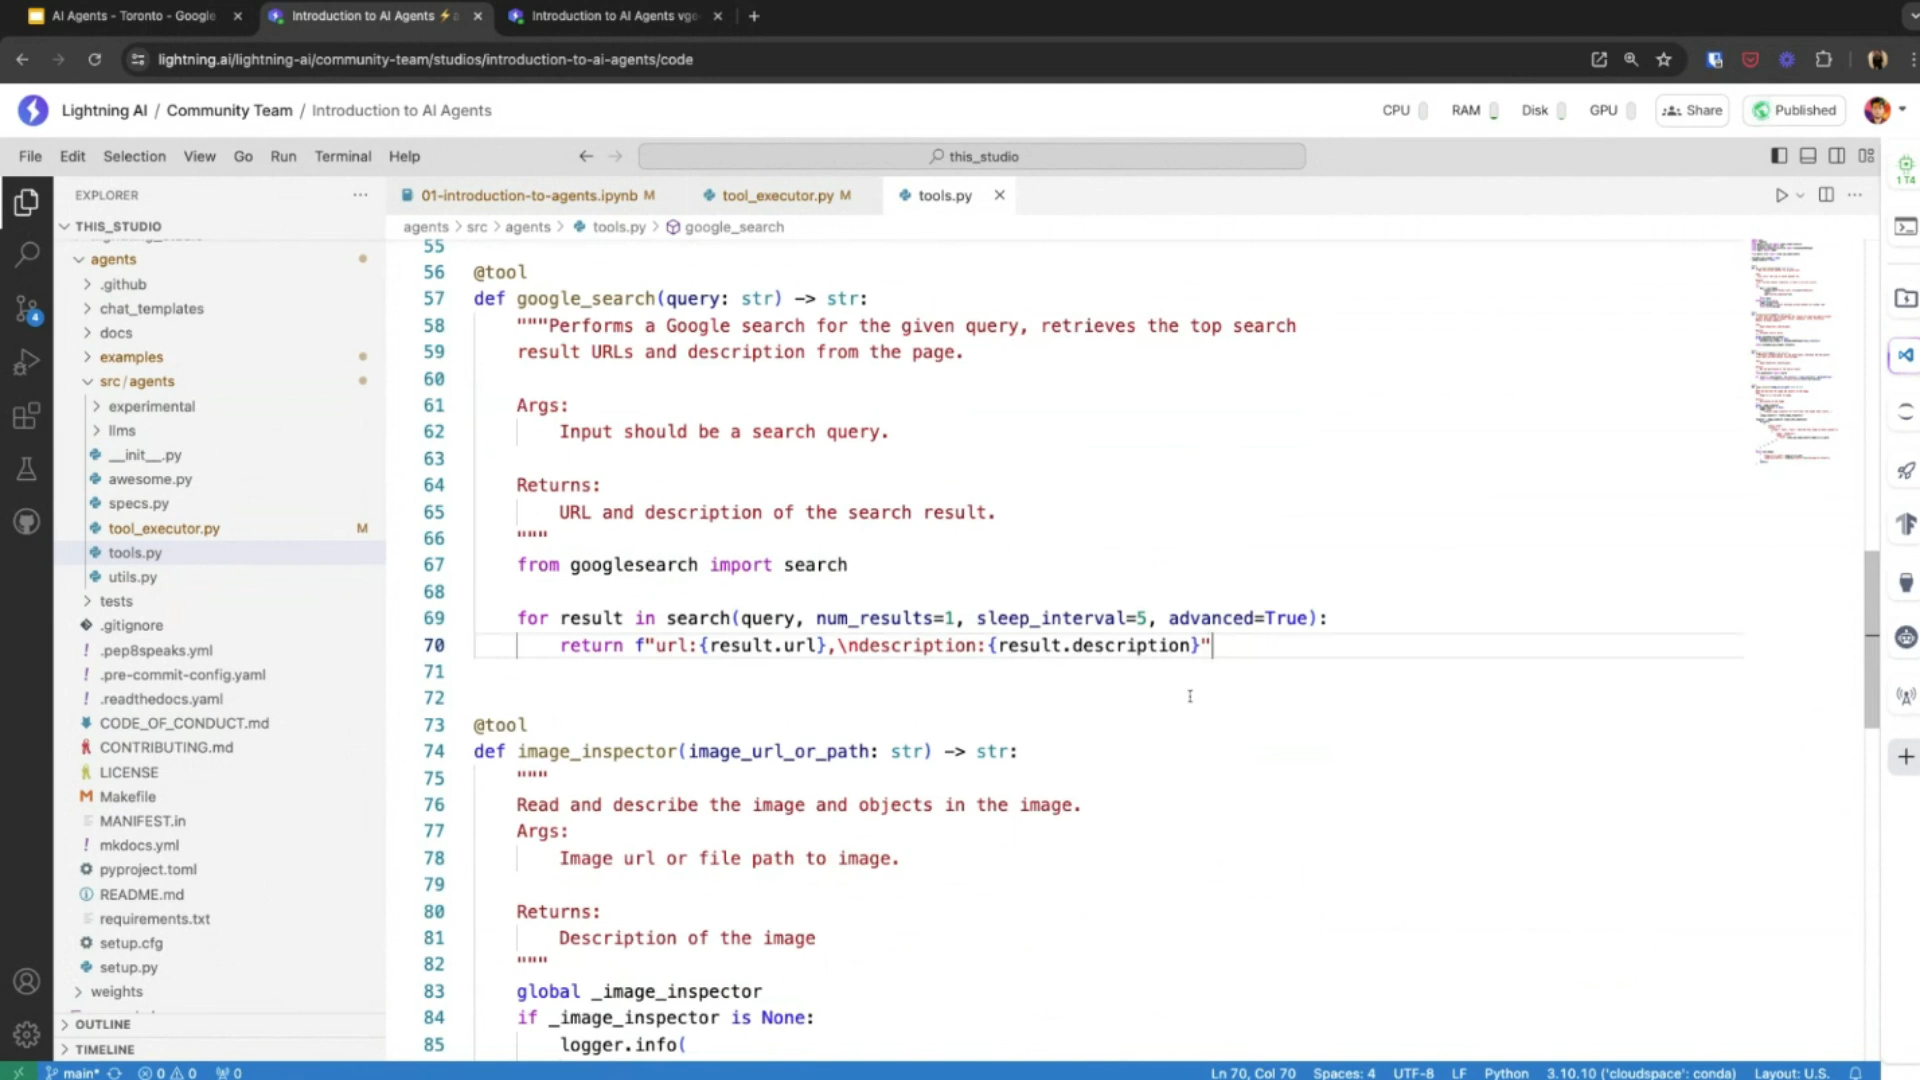 AI Agents - Toronto - Google
Introduction to AI Agents ⚡ a
Introduction to AI Agents vgo
lightning.ai/lightning-ai/community-team/studios/introduction-to-ai-agents/code
Lightning AI / Community Team / Introduction to AI Agents
CPU RAM Disk GPU Share Published
File Edit Selection View Go Run Terminal Help
this_studio
EXPLORER
01-introduction-to-agents.ipynb M
tool_executor.py M
tools.py
agents > src > agents > tools.py > google_search
THIS_STUDIO
agents
.github
chat_templates
docs
examples
src/agents
experimental
llms
__init__.py
awesome.py
specs.py
tool_executor.py M
tools.py
utils.py
tests
.gitignore
! .pep8speaks.yml
! .pre-commit-config.yaml
! .readthedocs.yaml
CODE_OF_CONDUCT.md
CONTRIBUTING.md
LICENSE
M Makefile
MANIFEST.in
! mkdocs.yml
pyproject.toml
README.md
requirements.txt
setup.cfg
setup.py
weights
OUTLINE
TIMELINE
4
55
56 @tool
57 def google_search(query: str) -> str:
58 """Performs a Google search for the given query, retrieves the top search
59 result URLs and description from the page.
60
61 Args:
62 Input should be a search query.
63
64 Returns:
65 URL and description of the search result.
66 """
67 from googlesearch import search
68
69 for result in search(query, num_results=1, sleep_interval=5, advanced=True):
70 return f"url:{result.url},\ndescription:{result.description}"
71
72
73 @tool
74 def image_inspector(image_url_or_path: str) -> str:
75 """
76 Read and describe the image and objects in the image.
77 Args:
78 Image url or file path to image.
79
80 Returns:
81 Description of the image
82 """
83 global _image_inspector
84 if _image_inspector is None:
85 logger.info(
1 T4
main* 0 0 0
Ln 70, Col 70 Spaces: 4 UTF-8 LF Python 3.10.10 ('cloudspace': conda) Layout: U.S.